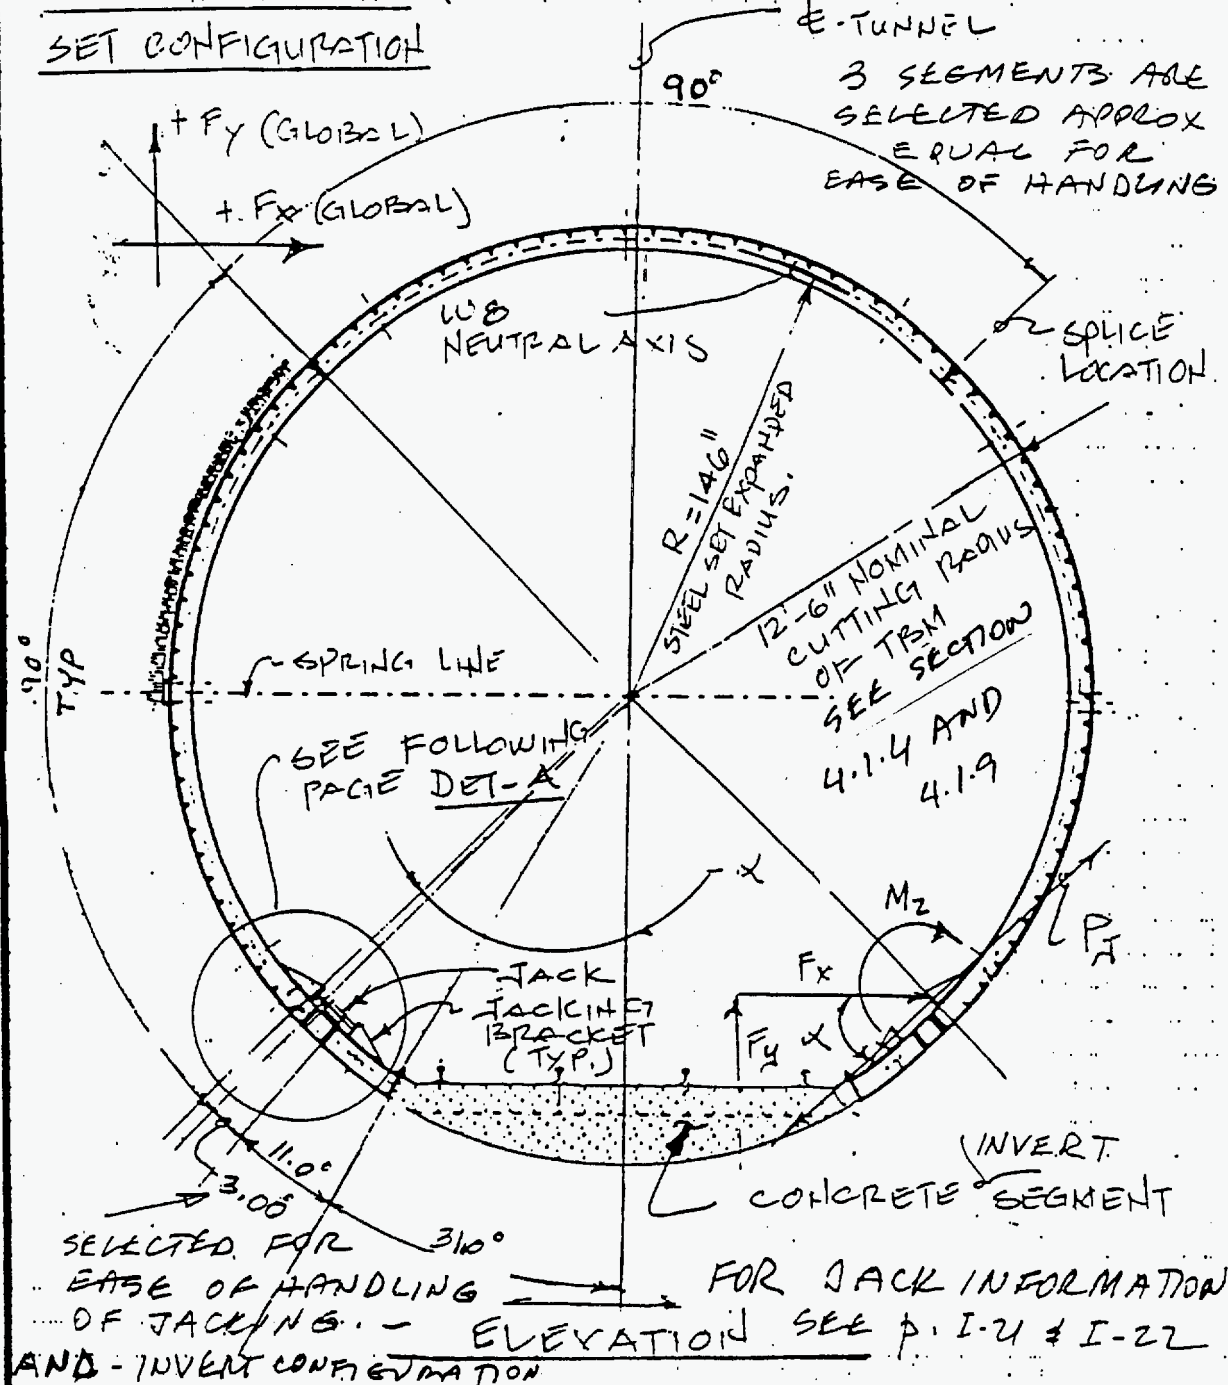 SET CONFIGURATION
℄-TUNNEL
90°
3 SEGMENTS ARE
SELECTED APPROX
EQUAL FOR
EASE OF HANDLING
+ Fy (GLOBAL)
+ Fx (GLOBAL)
W8
NEUTRAL AXIS
SPLICE
LOCATION
R=146"
STEEL SET EXPANDED
RADIUS.
12'-6" NOMINAL
CUTTING RADIUS
OF TBM
SEE SECTION
4.1.4 AND
4.1.9
90°
TYP
SPRING LINE
SEE FOLLOWING
PAGE DET-A
α
Mz
PJ
Fx
Fy α
JACK
JACKING
BRACKET
(TYP.)
11.0°
3.00°
31.0°
INVERT
CONCRETE SEGMENT
SELECTED FOR
EASE OF HANDLING
OF JACKING. -
AND - INVERT CONFIGURATION
ELEVATION
FOR JACK INFORMATION
SEE p. I-21 & I-22